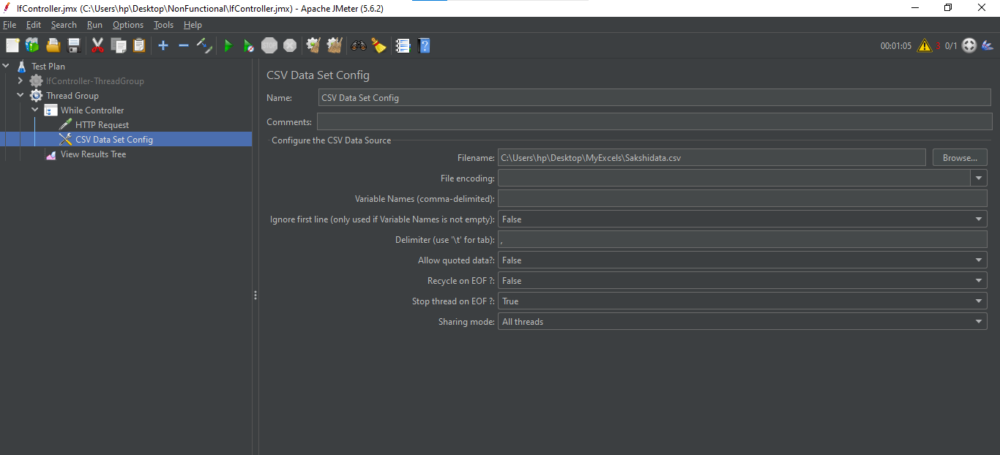 IfController.jmx (C:\Users\hp\Desktop\NonFunctional\IfController.jmx) - Apache JMeter (5.6.2)
File Edit Search Run Options Tools Help
STOP
00:01:05 3 0/1
Test Plan
IfController-ThreadGroup
Thread Group
While Controller
HTTP Request
CSV Data Set Config
View Results Tree
CSV Data Set Config
Name: CSV Data Set Config
Comments:
Configure the CSV Data Source
Filename: C:\Users\hp\Desktop\MyExcels\Sakshidata.csv Browse...
File encoding:
Variable Names (comma-delimited):
Ignore first line (only used if Variable Names is not empty): False
Delimiter (use '\t' for tab): ,
Allow quoted data?: False
Recycle on EOF ?: False
Stop thread on EOF ?: True
Sharing mode: All threads